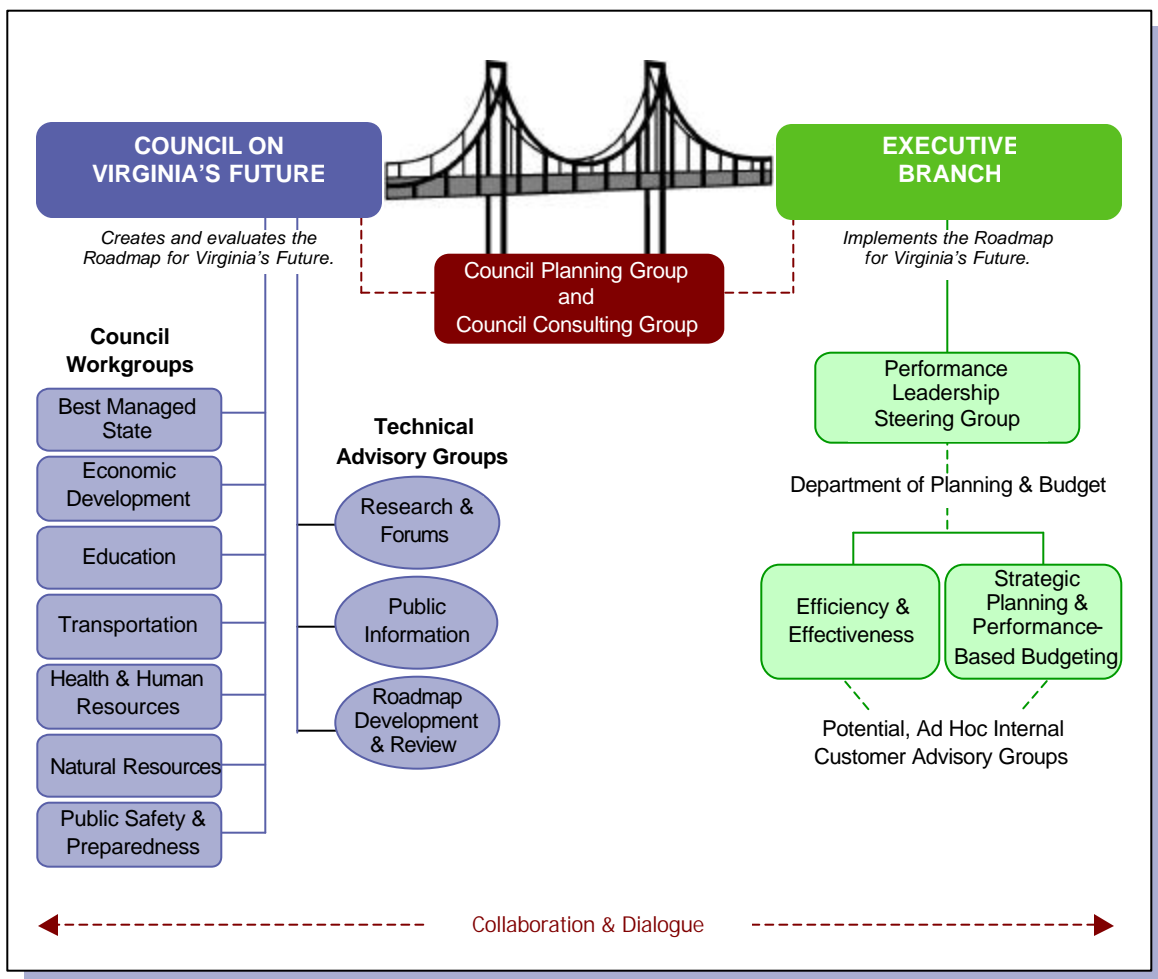 COUNCIL ON
VIRGINIA'S FUTURE
EXECUTIVE
BRANCH
Creates and evaluates the
Roadmap for Virginia's Future.
Council Planning Group
and
Council Consulting Group
Implements the Roadmap
for Virginia's Future.
Council
Workgroups
Best Managed
State
Economic
Development
Education
Transportation
Health & Human
Resources
Natural Resources
Public Safety &
Preparedness
Technical
Advisory Groups
Research &
Forums
Public
Information
Roadmap
Development
& Review
Performance
Leadership
Steering Group
Department of Planning & Budget
Efficiency &
Effectiveness
Strategic
Planning &
Performance-
Based Budgeting
Potential, Ad Hoc Internal
Customer Advisory Groups
Collaboration & Dialogue